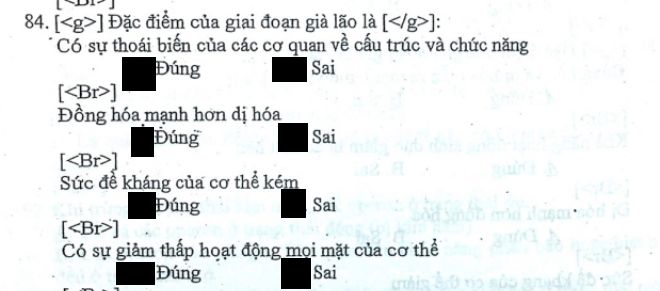 84. [<g>] Đặc điểm của giai đoạn già lão là [</g>]:
Có sự thoái biến của các cơ quan về cấu trúc và chức năng
Đúng Sai
[<Br>]
Đồng hóa mạnh hơn dị hóa
Đúng Sai
[<Br>]
Sức đề kháng của cơ thể kém
Đúng Sai
[<Br>]
Có sự giảm thấp hoạt động mọi mặt của cơ thể
Đúng Sai